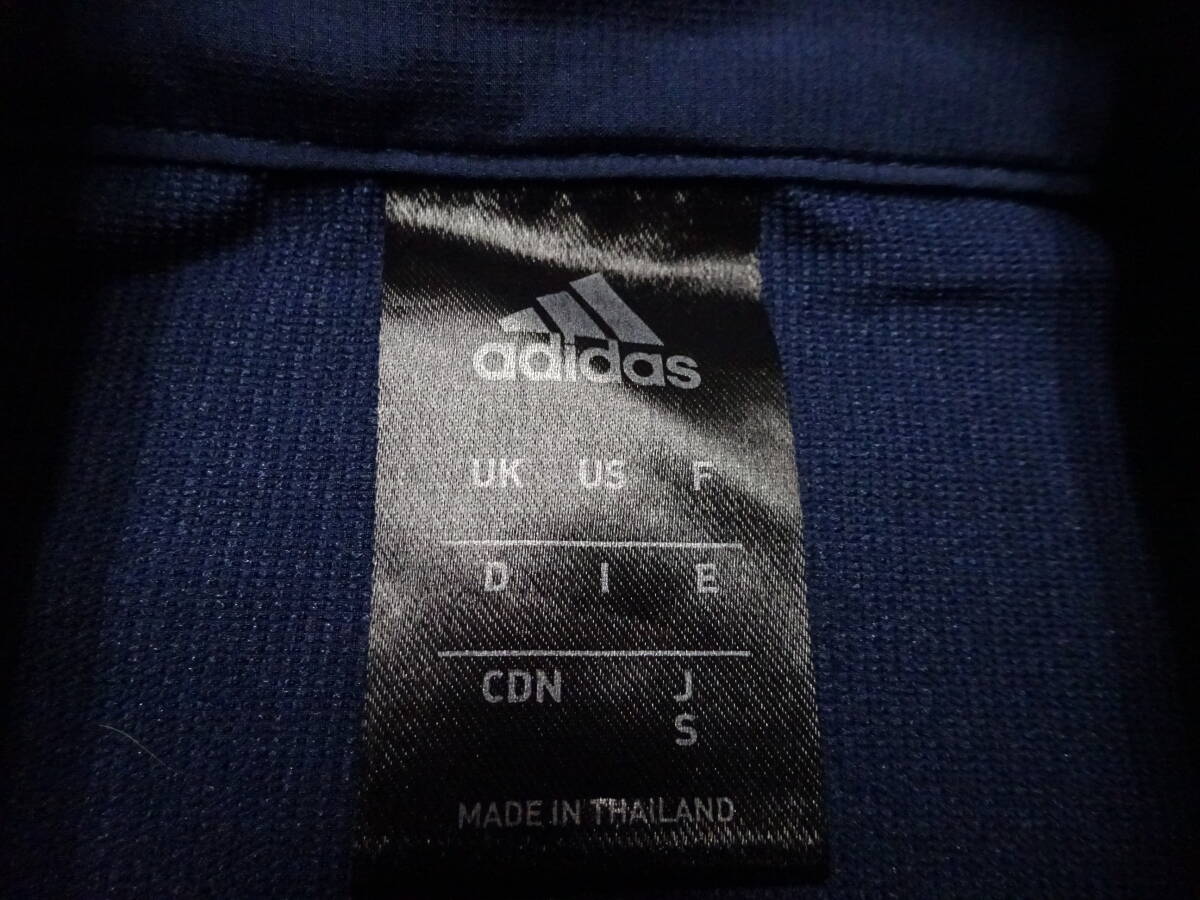 adidas
UK US F
D I E
CDN J
S
MADE IN THAILAND